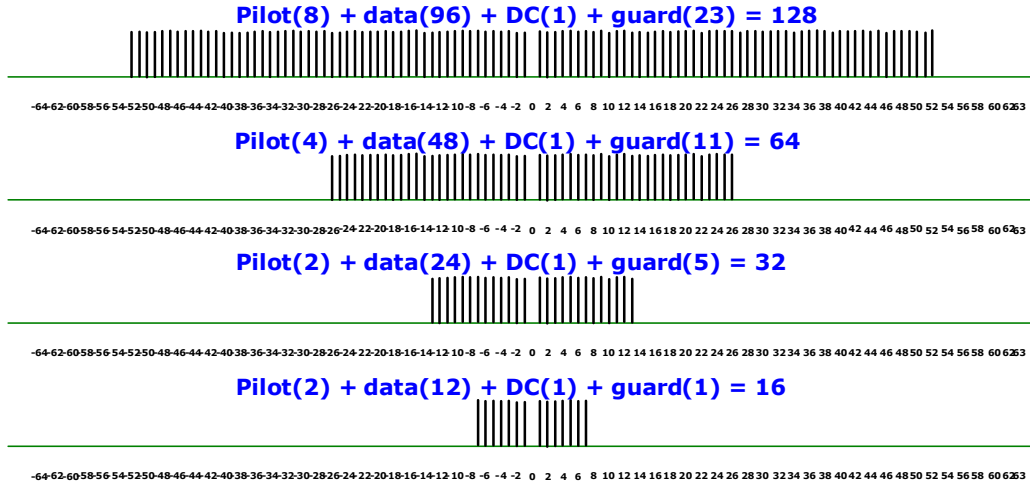 Pilot(8) + data(96) + DC(1) + guard(23) = 128
-64 -62 -60 -58 -56 -54 -52 -50 -48 -46 -44 -42 -40 -38 -36 -34 -32 -30 -28 -26 -24 -22 -20 -18 -16 -14 -12 -10 -8 -6 -4 -2 0 2 4 6 8 10 12 14 16 18 20 22 24 26 28 30 32 34 36 38 40 42 44 46 48 50 52 54 56 58 60 62 63
Pilot(4) + data(48) + DC(1) + guard(11) = 64
-64 -62 -60 -58 -56 -54 -52 -50 -48 -46 -44 -42 -40 -38 -36 -34 -32 -30 -28 -26 -24 -22 -20 -18 -16 -14 -12 -10 -8 -6 -4 -2 0 2 4 6 8 10 12 14 16 18 20 22 24 26 28 30 32 34 36 38 40 42 44 46 48 50 52 54 56 58 60 62 63
Pilot(2) + data(24) + DC(1) + guard(5) = 32
-64 -62 -60 -58 -56 -54 -52 -50 -48 -46 -44 -42 -40 -38 -36 -34 -32 -30 -28 -26 -24 -22 -20 -18 -16 -14 -12 -10 -8 -6 -4 -2 0 2 4 6 8 10 12 14 16 18 20 22 24 26 28 30 32 34 36 38 40 42 44 46 48 50 52 54 56 58 60 62 63
Pilot(2) + data(12) + DC(1) + guard(1) = 16
-64 -62 -60 -58 -56 -54 -52 -50 -48 -46 -44 -42 -40 -38 -36 -34 -32 -30 -28 -26 -24 -22 -20 -18 -16 -14 -12 -10 -8 -6 -4 -2 0 2 4 6 8 10 12 14 16 18 20 22 24 26 28 30 32 34 36 38 40 42 44 46 48 50 52 54 56 58 60 62 63